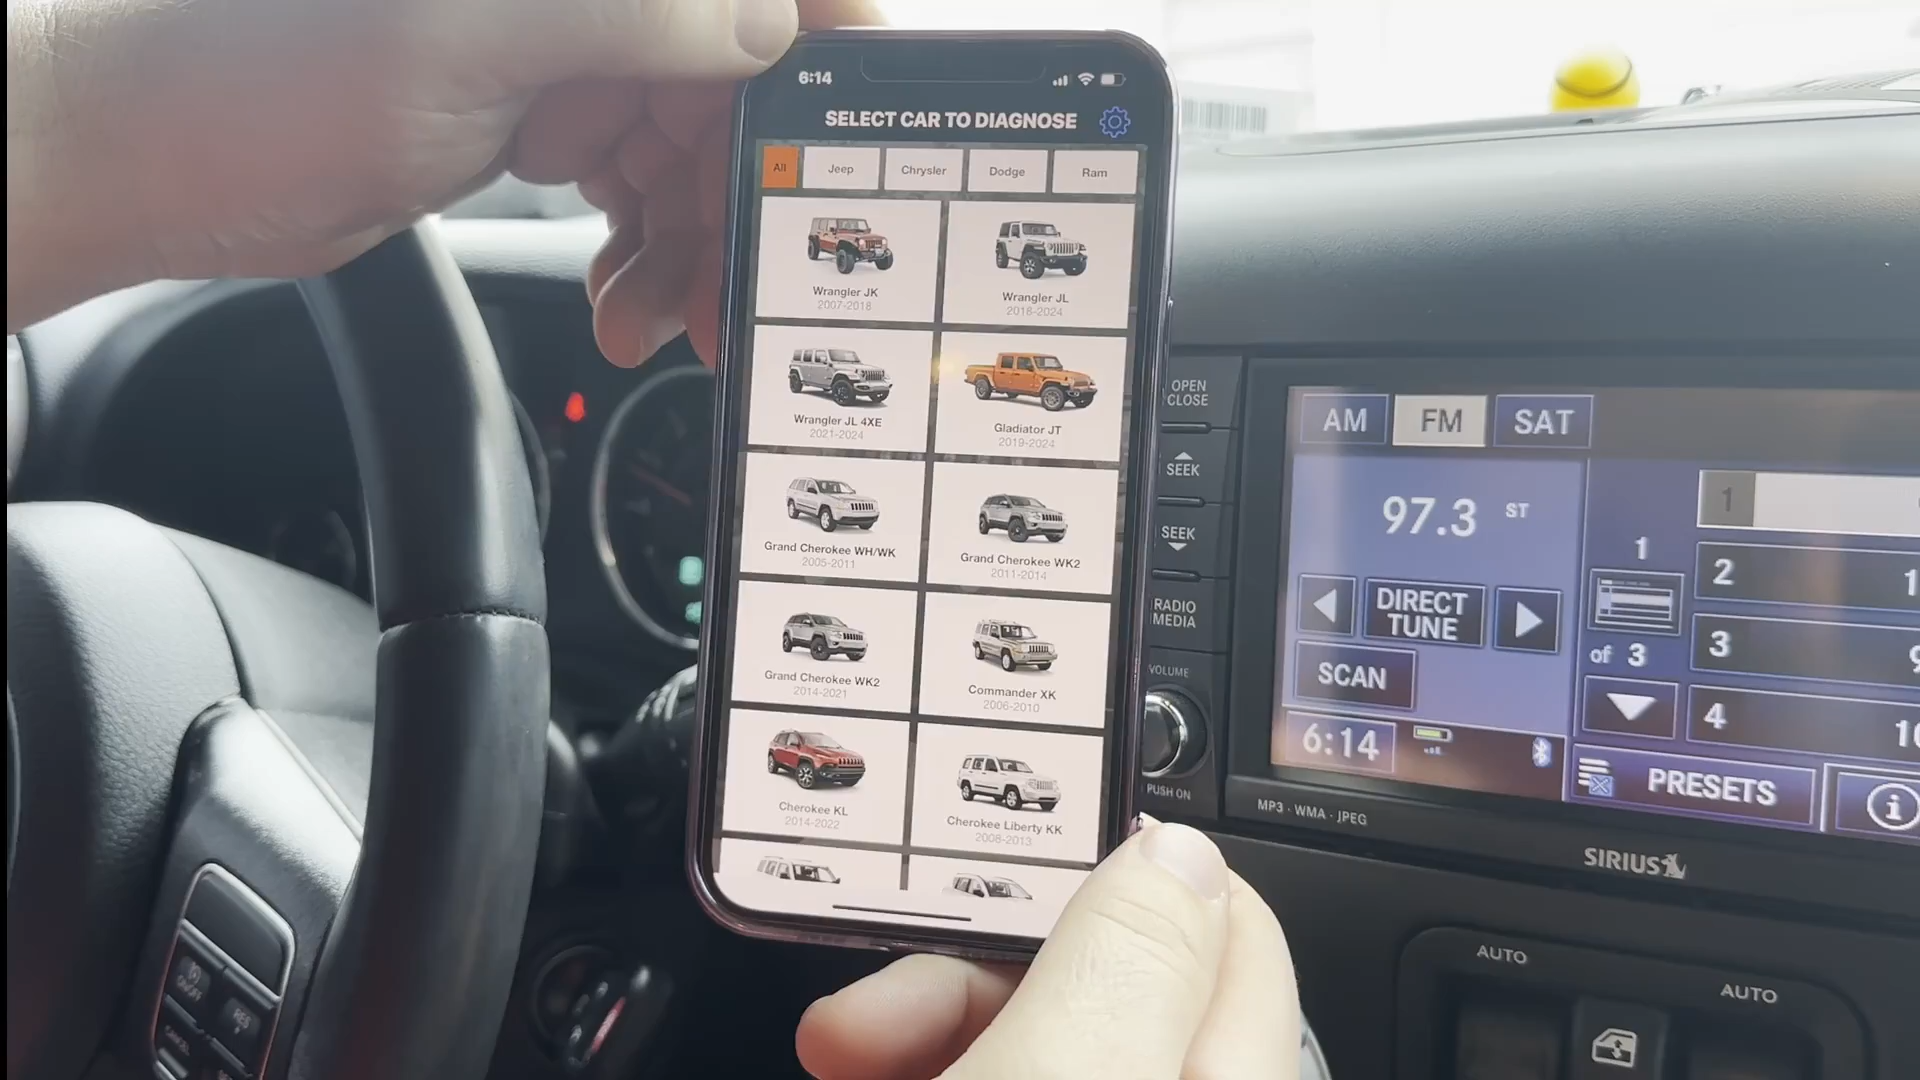 6:14
SELECT CAR TO DIAGNOSE
All
Jeep
Chrysler
Dodge
Ram
Wrangler JK
2007-2018
Wrangler JL
2018-2024
Wrangler JL 4XE
2021-2024
Gladiator JT
2019-2024
Grand Cherokee WH/WK
2005-2011
Grand Cherokee WK2
2011-2014
Grand Cherokee WK2
2014-2021
Commander XK
2006-2010
Cherokee KL
2014-2022
Cherokee Liberty KK
2008-2013
OPEN
CLOSE
SEEK
SEEK
RADIO
MEDIA
VOLUME
PUSH ON
AM
FM
SAT
97.3
ST
DIRECT
TUNE
SCAN
6:14
1
of 3
1
2
3
4
PRESETS
i
MP3 · WMA · JPEG
SIRIUS
AUTO
AUTO
ON/OFF
RES
CANCEL